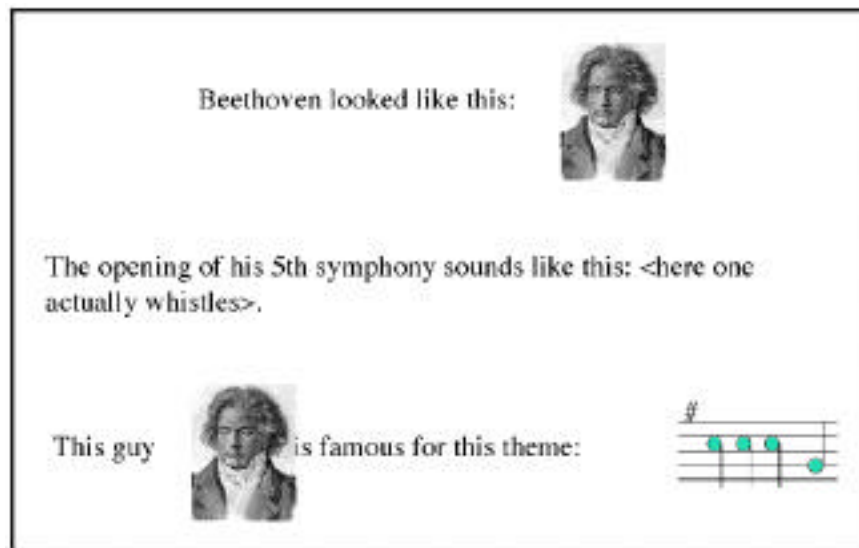 Beethoven looked like this:
The opening of his 5th symphony sounds like this: <here one
actually whistles>.
This guy is famous for this theme: